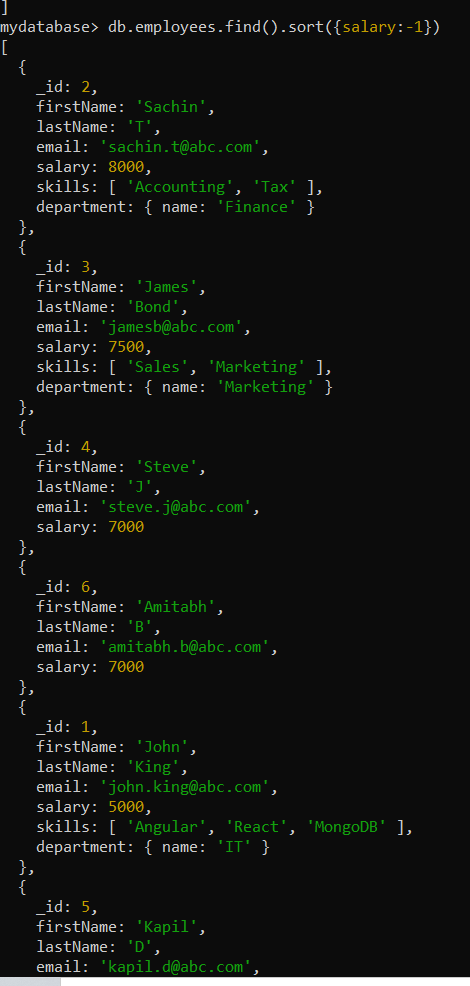 ]
mydatabase> db.employees.find().sort({salary:-1})
[
  {
    _id: 2,
    firstName: 'Sachin',
    lastName: 'T',
    email: 'sachin.t@abc.com',
    salary: 8000,
    skills: [ 'Accounting', 'Tax' ],
    department: { name: 'Finance' }
  },
  {
    _id: 3,
    firstName: 'James',
    lastName: 'Bond',
    email: 'jamesb@abc.com',
    salary: 7500,
    skills: [ 'Sales', 'Marketing' ],
    department: { name: 'Marketing' }
  },
  {
    _id: 4,
    firstName: 'Steve',
    lastName: 'J',
    email: 'steve.j@abc.com',
    salary: 7000
  },
  {
    _id: 6,
    firstName: 'Amitabh',
    lastName: 'B',
    email: 'amitabh.b@abc.com',
    salary: 7000
  },
  {
    _id: 1,
    firstName: 'John',
    lastName: 'King',
    email: 'john.king@abc.com',
    salary: 5000,
    skills: [ 'Angular', 'React', 'MongoDB' ],
    department: { name: 'IT' }
  },
  {
    _id: 5,
    firstName: 'Kapil',
    lastName: 'D',
    email: 'kapil.d@abc.com',